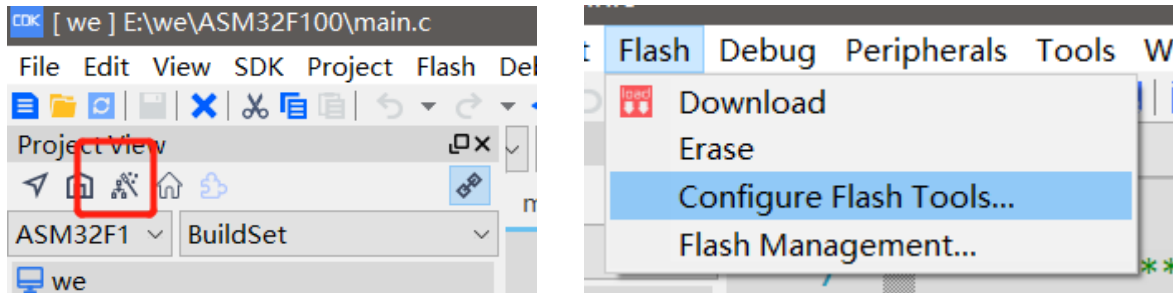 CDK [ we ] E:\we\ASM32F100\main.c
File Edit View SDK Project Flash
Project View
ASM32F1 BuildSet
we
Flash Debug Peripherals Tools W
load Download
Erase
Configure Flash Tools...
Flash Management...
**